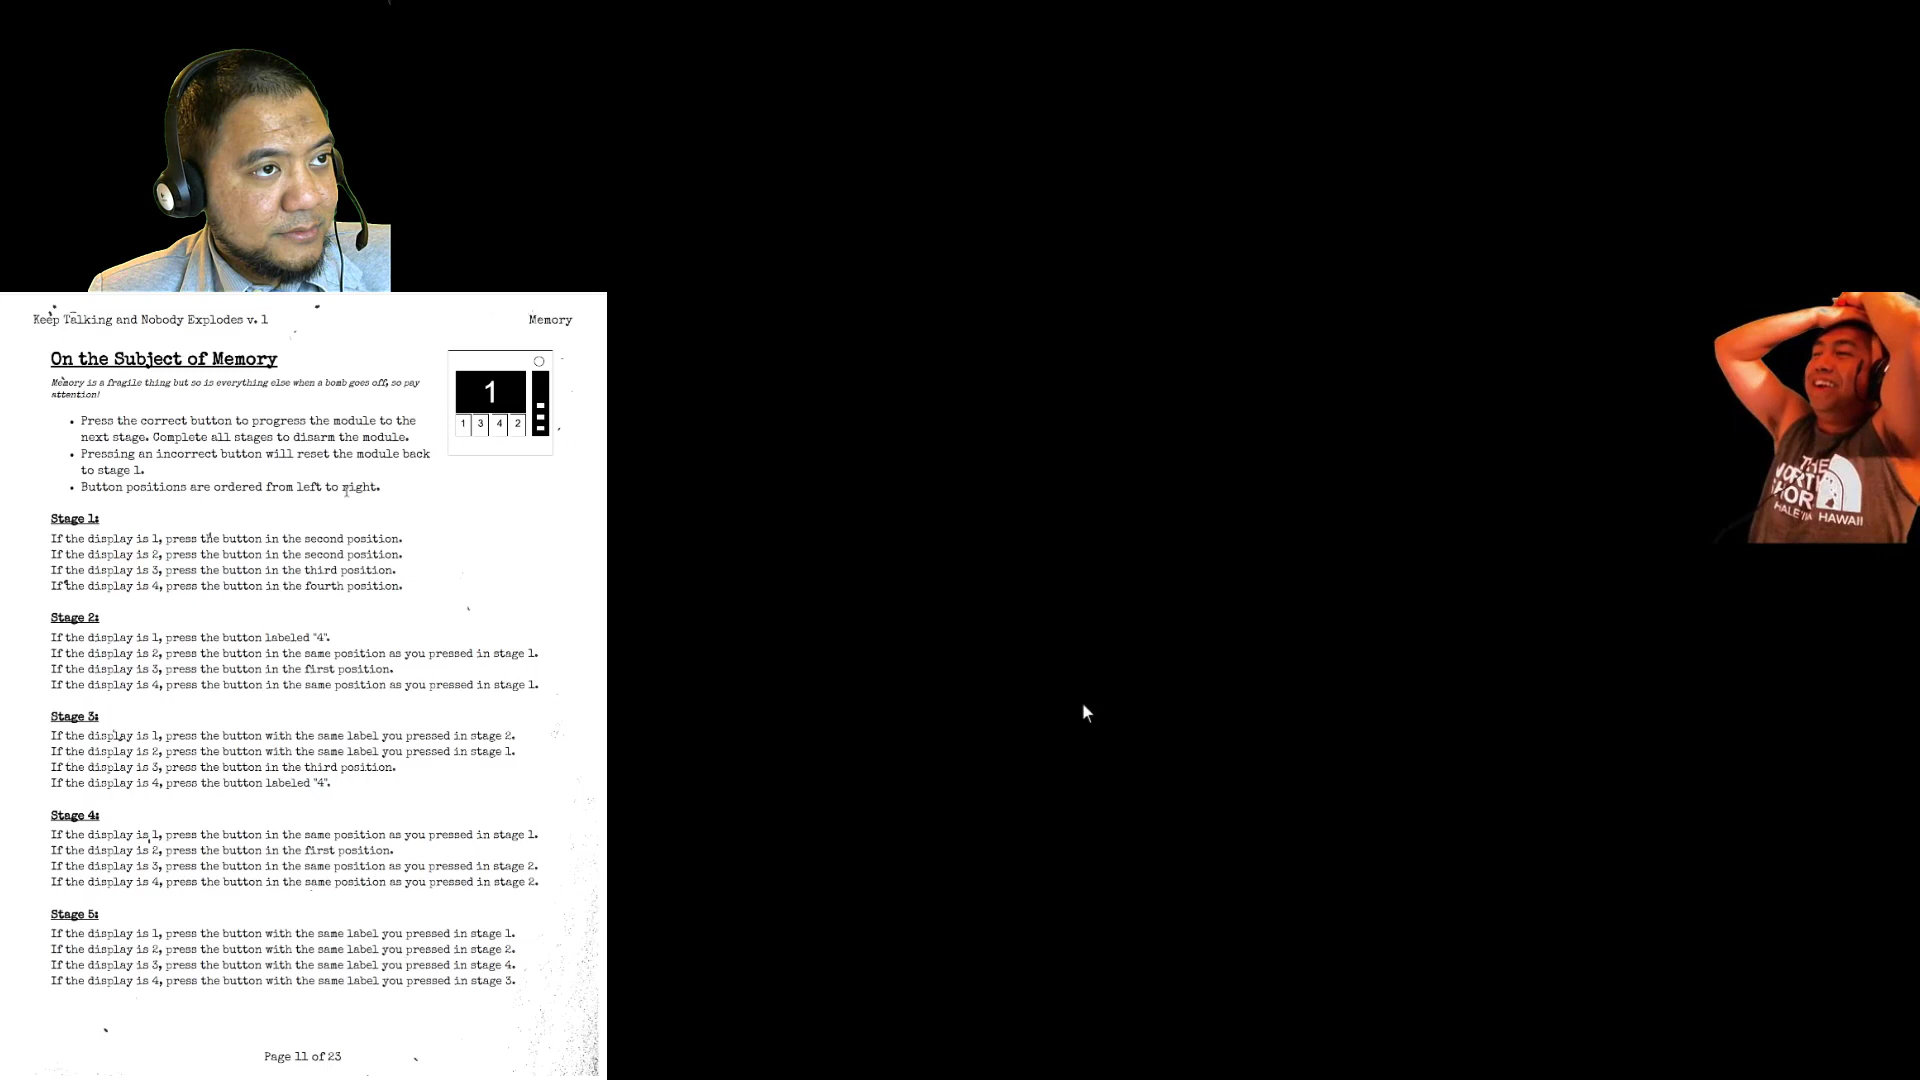 Keep Talking and Nobody Explodes v. 1
Memory
On the Subject of Memory
Memory is a fragile thing but so is everything else when a bomb goes off, so pay
attention!
• Press the correct button to progress the module to the
next stage. Complete all stages to disarm the module.
• Pressing an incorrect button will reset the module back
to stage 1.
• Button positions are ordered from left to right.
1
1 3 4 2
Stage 1:
If the display is 1, press the button in the second position.
If the display is 2, press the button in the second position.
If the display is 3, press the button in the third position.
If the display is 4, press the button in the fourth position.
Stage 2:
If the display is 1, press the button labeled "4".
If the display is 2, press the button in the same position as you pressed in stage 1.
If the display is 3, press the button in the first position.
If the display is 4, press the button in the same position as you pressed in stage 1.
Stage 3:
If the display is 1, press the button with the same label you pressed in stage 2.
If the display is 2, press the button with the same label you pressed in stage 1.
If the display is 3, press the button in the third position.
If the display is 4, press the button labeled "4".
Stage 4:
If the display is 1, press the button in the same position as you pressed in stage 1.
If the display is 2, press the button in the first position.
If the display is 3, press the button in the same position as you pressed in stage 2.
If the display is 4, press the button in the same position as you pressed in stage 2.
Stage 5:
If the display is 1, press the button with the same label you pressed in stage 1.
If the display is 2, press the button with the same label you pressed in stage 2.
If the display is 3, press the button with the same label you pressed in stage 4.
If the display is 4, press the button with the same label you pressed in stage 3.
Page 11 of 23
THE
HAWAII